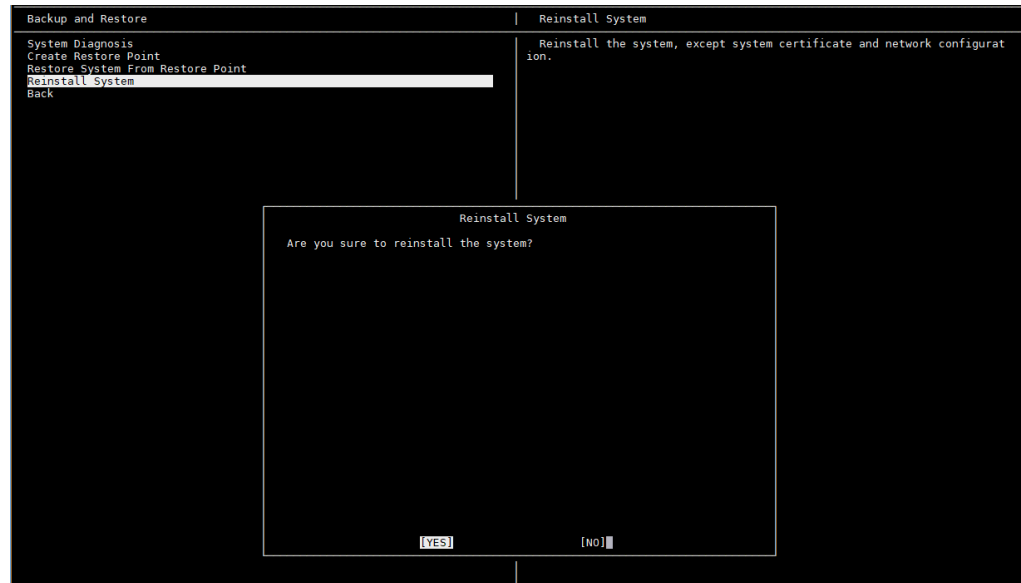 Backup and Restore
Reinstall System
System Diagnosis
Create Restore Point
Restore System From Restore Point
Reinstall System
Back
Reinstall the system, except system certificate and network configurat
ion.
Reinstall System
Are you sure to reinstall the system?
[YES]
[NO]